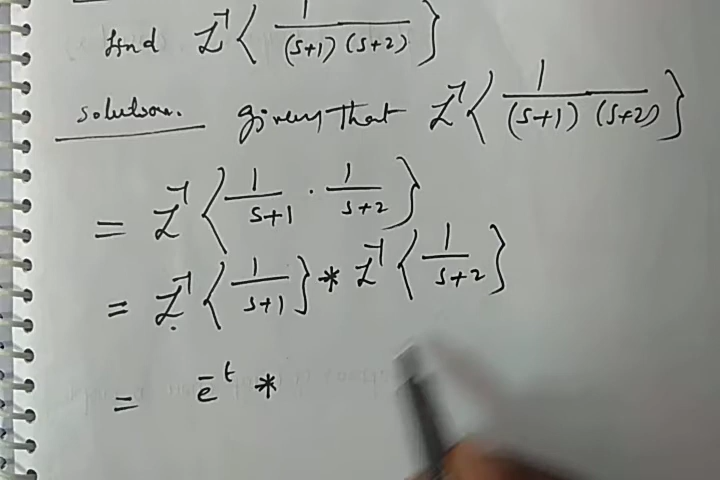 find L⁻¹{1/((s+1)(s+2))}
solution. given that L⁻¹{1/((s+1)(s+2))}
= L⁻¹{1/(s+1) · 1/(s+2)}
= L⁻¹{1/(s+1)} * L⁻¹{1/(s+2)}
= e⁻ᵗ *